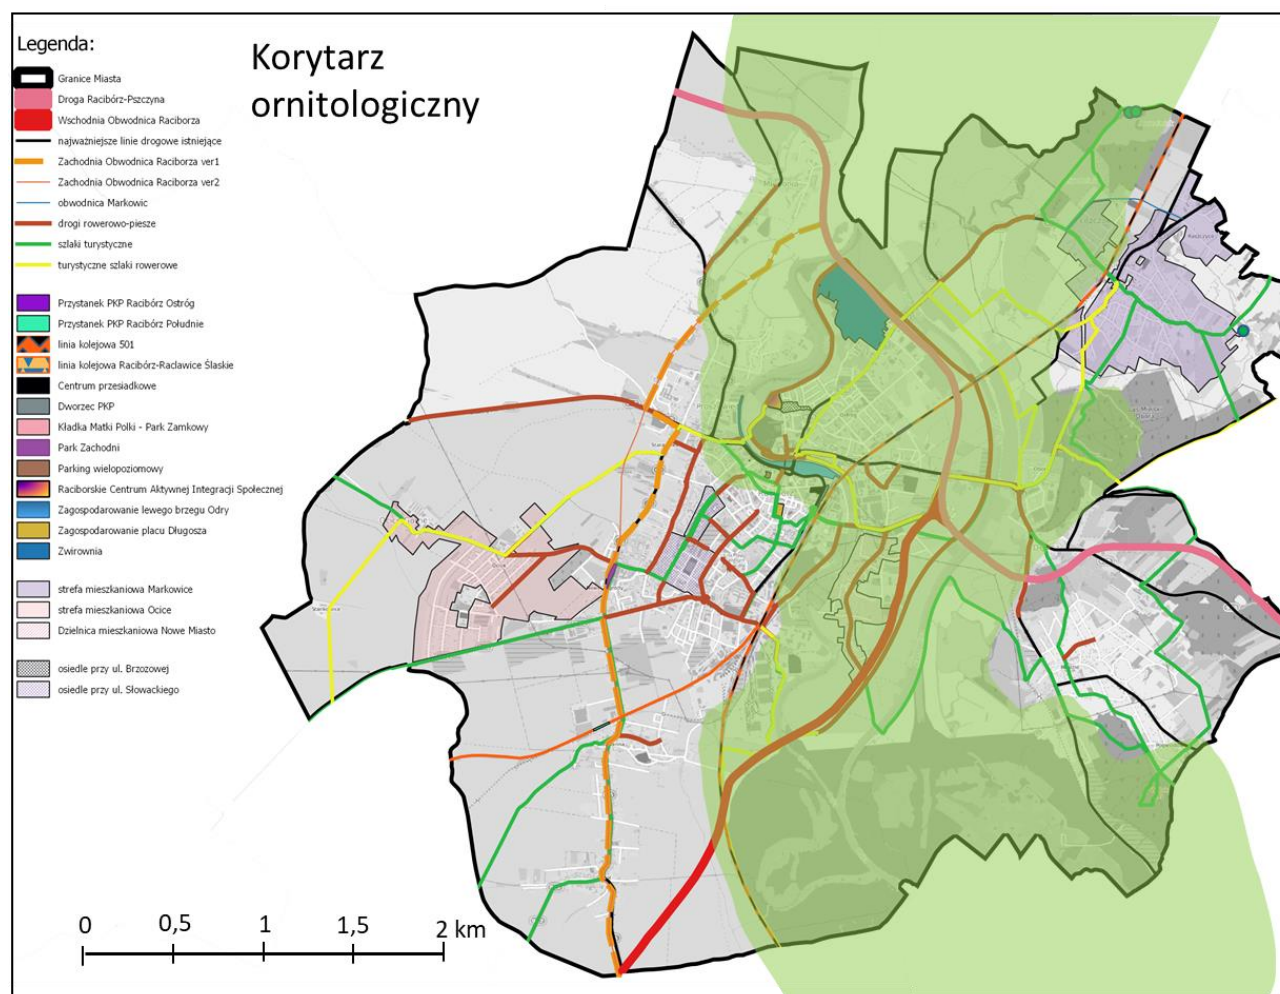 Korytarz
ornitologiczny
Legenda:
Granice Miasta
Droga Racibórz-Pszczyna
Wschodnia Obwodnica Raciborza
najważniejsze linie drogowe istniejące
Zachodnia Obwodnica Raciborza ver1
Zachodnia Obwodnica Raciborza ver2
obwodnica Markowic
drogi rowerowo-piesze
szlaki turystyczne
turystyczne szlaki rowerowe
Przystanek PKP Racibórz Ostróg
Przystanek PKP Racibórz Południe
linia kolejowa 501
linia kolejowa Racibórz-Racławice Śląskie
Centrum przesiadkowe
Dworzec PKP
Kładka Matki Polki - Park Zamkowy
Park Zachodni
Parking wielopoziomowy
Raciborskie Centrum Aktywnej Integracji Społecznej
Zagospodarowanie lewego brzegu Odry
Zagospodarowanie placu Długosza
Żwirownia
strefa mieszkaniowa Markowice
strefa mieszkaniowa Ocice
Dzielnica mieszkaniowa Nowe Miasto
osiedle przy ul. Brzozowej
osiedle przy ul. Słowackiego
0 0,5 1 1,5 2 km